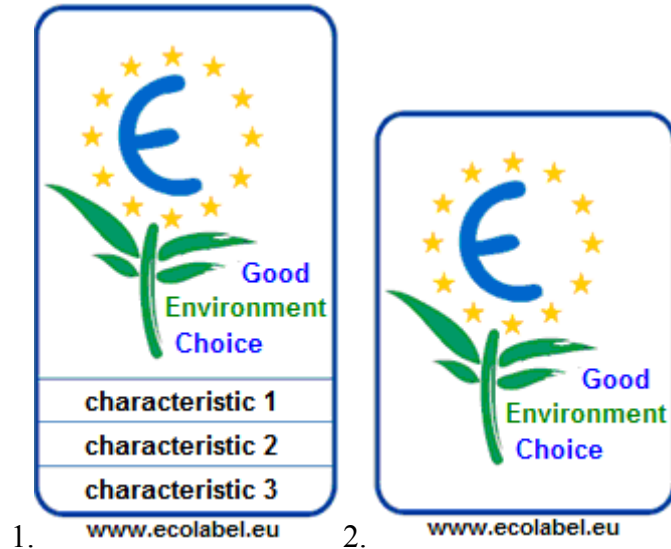 Good
Environment
Choice
characteristic 1
characteristic 2
characteristic 3
www.ecolabel.eu
1.
Good
Environment
Choice
www.ecolabel.eu
2.